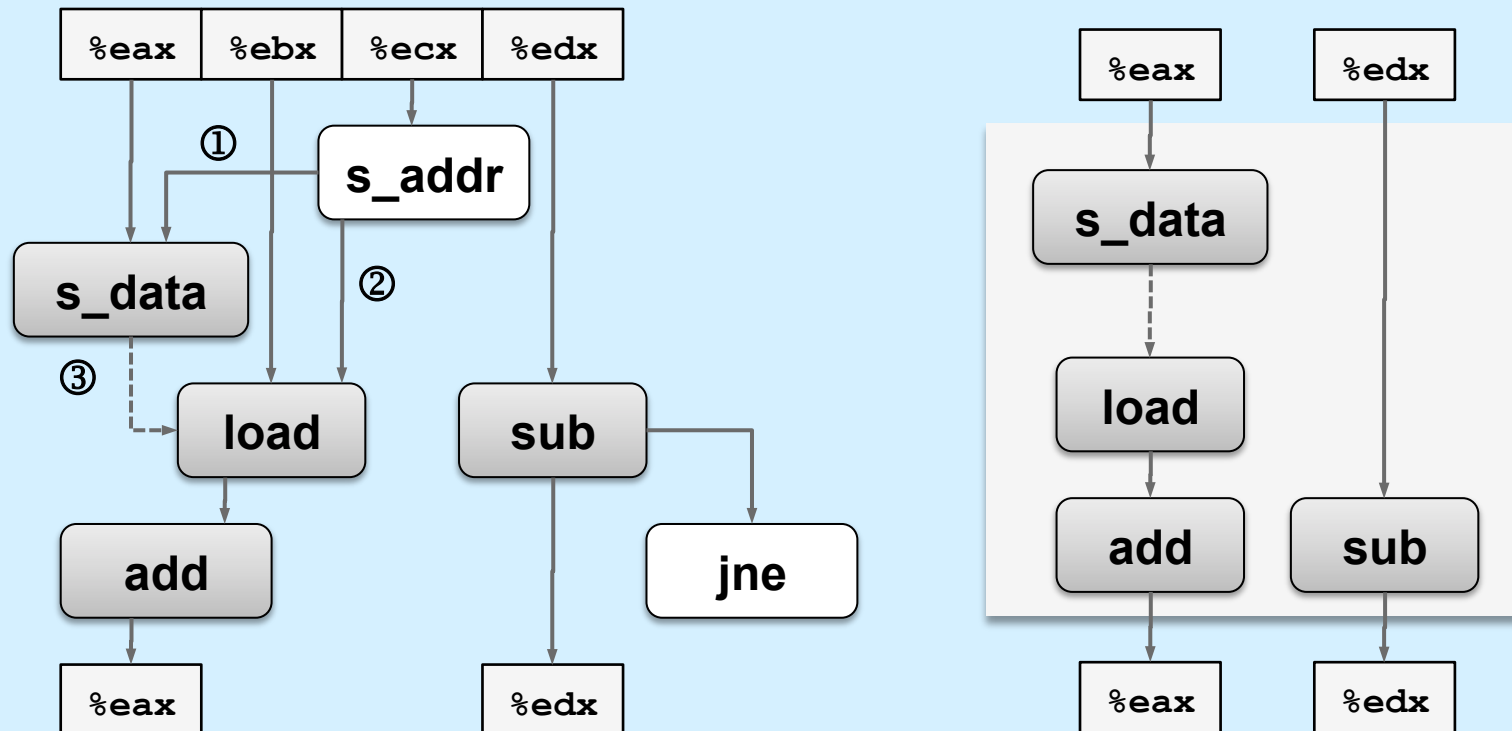 %eax %ebx %ecx %edx
①
s_addr
s_data
②
③
load
sub
add
jne
%eax
%edx
%eax
%edx
s_data
load
add
sub
%eax
%edx